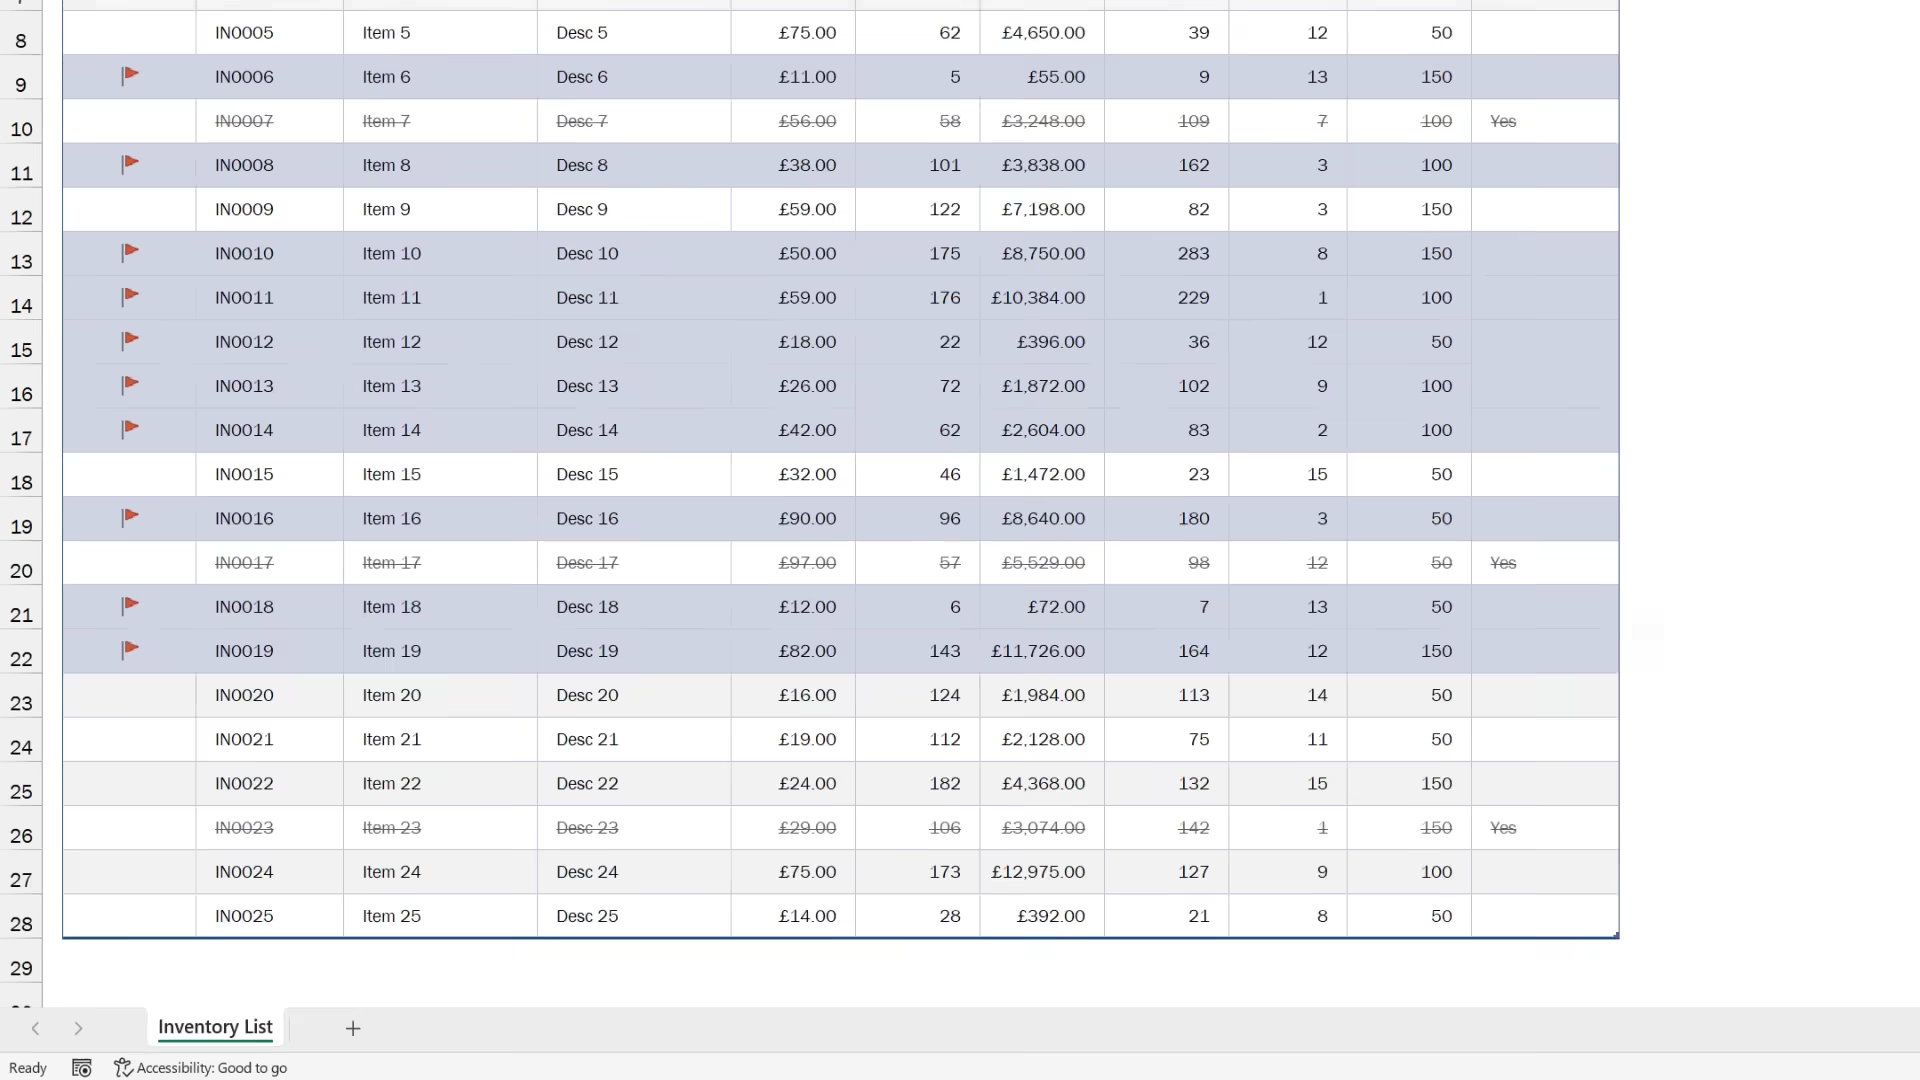 8 IN0005 Item 5 Desc 5 £75.00 62 £4,650.00 39 12 50
9 IN0006 Item 6 Desc 6 £11.00 5 £55.00 9 13 150
10 IN0007 Item 7 Desc 7 £56.00 58 £3,248.00 109 7 100 Yes
11 IN0008 Item 8 Desc 8 £38.00 101 £3,838.00 162 3 100
12 IN0009 Item 9 Desc 9 £59.00 122 £7,198.00 82 3 150
13 IN0010 Item 10 Desc 10 £50.00 175 £8,750.00 283 8 150
14 IN0011 Item 11 Desc 11 £59.00 176 £10,384.00 229 1 100
15 IN0012 Item 12 Desc 12 £18.00 22 £396.00 36 12 50
16 IN0013 Item 13 Desc 13 £26.00 72 £1,872.00 102 9 100
17 IN0014 Item 14 Desc 14 £42.00 62 £2,604.00 83 2 100
18 IN0015 Item 15 Desc 15 £32.00 46 £1,472.00 23 15 50
19 IN0016 Item 16 Desc 16 £90.00 96 £8,640.00 180 3 50
20 IN0017 Item 17 Desc 17 £97.00 57 £5,529.00 98 12 50 Yes
21 IN0018 Item 18 Desc 18 £12.00 6 £72.00 7 13 50
22 IN0019 Item 19 Desc 19 £82.00 143 £11,726.00 164 12 150
23 IN0020 Item 20 Desc 20 £16.00 124 £1,984.00 113 14 50
24 IN0021 Item 21 Desc 21 £19.00 112 £2,128.00 75 11 50
25 IN0022 Item 22 Desc 22 £24.00 182 £4,368.00 132 15 150
26 IN0023 Item 23 Desc 23 £29.00 106 £3,074.00 142 1 150 Yes
27 IN0024 Item 24 Desc 24 £75.00 173 £12,975.00 127 9 100
28 IN0025 Item 25 Desc 25 £14.00 28 £392.00 21 8 50
29
Inventory List
Ready Accessibility: Good to go